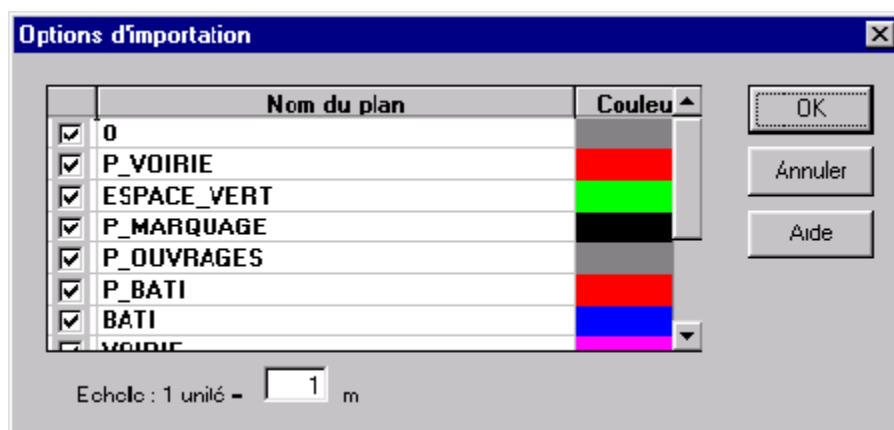 Options d'importation
Nom du plan Couleu
0
P_VOIRIE
ESPACE_VERT
P_MARQUAGE
P_OUVRAGES
P_BATI
BATI
VOIRIE
OK
Annuler
Aide
Echelle : 1 unité = 1 m